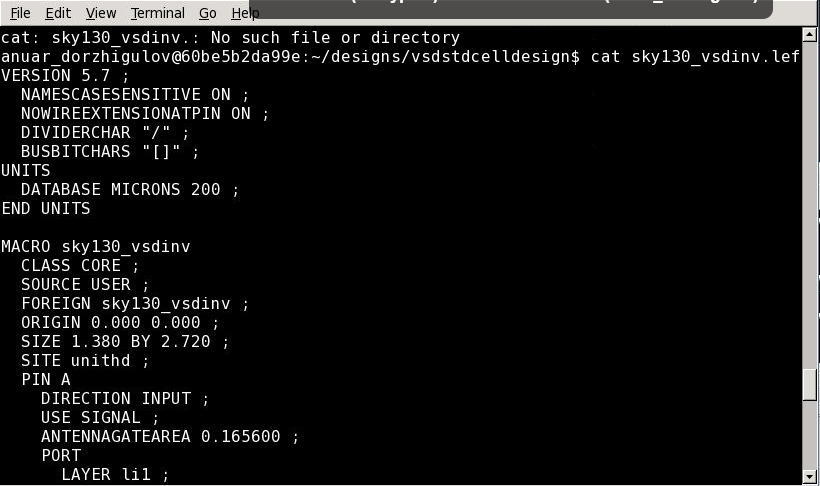 File Edit View Terminal Go Help
cat: sky130_vsdinv.: No such file or directory
anuar_dorzhigulov@60be5b2da99e:~/designs/vsdstdcelldesign$ cat sky130_vsdinv.lef
VERSION 5.7 ;
  NAMESCASESENSITIVE ON ;
  NOWIREEXTENSIONATPIN ON ;
  DIVIDERCHAR "/" ;
  BUSBITCHARS "[]" ;
UNITS
  DATABASE MICRONS 200 ;
END UNITS

MACRO sky130_vsdinv
  CLASS CORE ;
  SOURCE USER ;
  FOREIGN sky130_vsdinv ;
  ORIGIN 0.000 0.000 ;
  SIZE 1.380 BY 2.720 ;
  SITE unithd ;
  PIN A
    DIRECTION INPUT ;
    USE SIGNAL ;
    ANTENNAGATEAREA 0.165600 ;
    PORT
      LAYER li1 ;